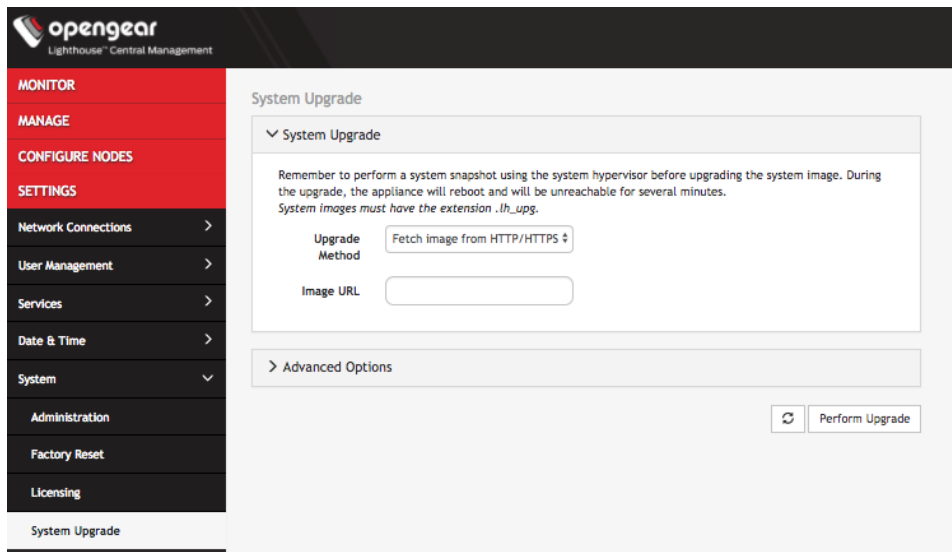 opengear
Lighthouse™ Central Management
MONITOR
MANAGE
CONFIGURE NODES
SETTINGS
Network Connections
User Management
Services
Date & Time
System
Administration
Factory Reset
Licensing
System Upgrade
System Upgrade
System Upgrade
Remember to perform a system snapshot using the system hypervisor before upgrading the system image. During
the upgrade, the appliance will reboot and will be unreachable for several minutes.
System images must have the extension .lh_upg.
Upgrade
Method
Fetch image from HTTP/HTTPS
Image URL
Advanced Options
Perform Upgrade